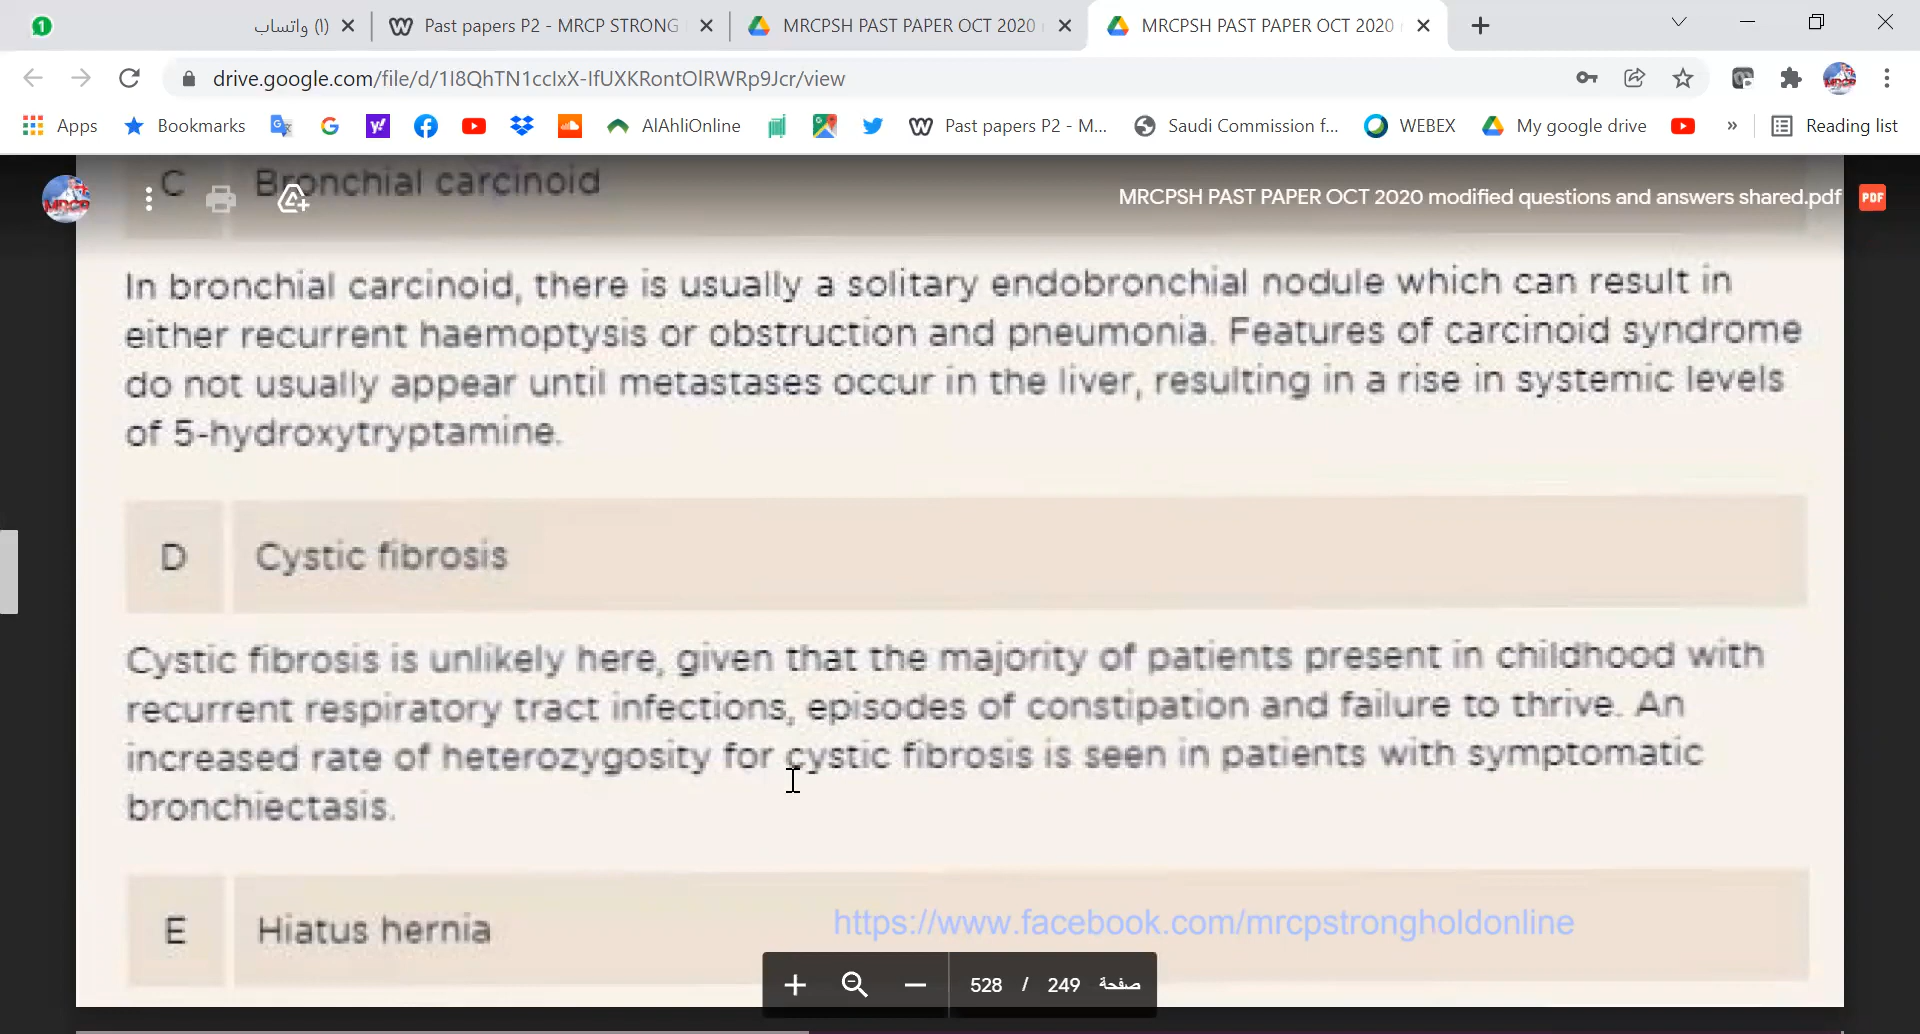 (١) واتساب
Past papers P2 - MRCP STRONG
MRCPSH PAST PAPER OCT 2020
MRCPSH PAST PAPER OCT 2020
drive.google.com/file/d/1I8QhTN1ccIxX-IfUXKRontOlRWRp9Jcr/view
Apps
Bookmarks
AlAhliOnline
Past papers P2 - M...
Saudi Commission f...
WEBEX
My google drive
»
Reading list
C Bronchial carcinoid
MRCPSH PAST PAPER OCT 2020 modified questions and answers shared.pdf
PDF
In bronchial carcinoid, there is usually a solitary endobronchial nodule which can result in
either recurrent haemoptysis or obstruction and pneumonia. Features of carcinoid syndrome
do not usually appear until metastases occur in the liver, resulting in a rise in systemic levels
of 5-hydroxytryptamine.
D Cystic fibrosis
Cystic fibrosis is unlikely here, given that the majority of patients present in childhood with
recurrent respiratory tract infections, episodes of constipation and failure to thrive. An
increased rate of heterozygosity for cystic fibrosis is seen in patients with symptomatic
bronchiectasis.
E Hiatus hernia
https://www.facebook.com/mrcpstrongholdonline
528 / 249 صفحة